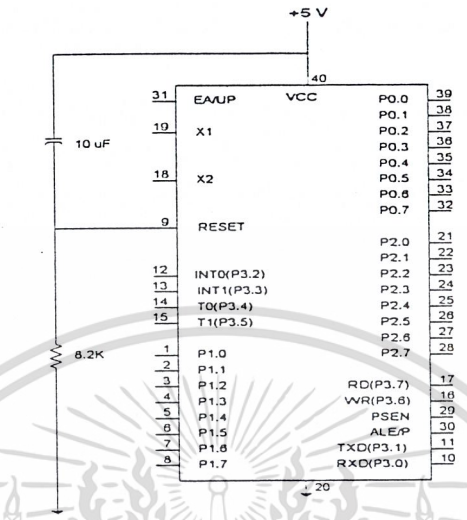 +5 V
40
31 EA/UP VCC P0.0 39
P0.1 38
19 X1 P0.2 37
P0.3 36
10 uF P0.4 35
18 X2 P0.5 34
P0.6 33
P0.7 32
9 RESET
P2.0 21
P2.1 22
12 INT0(P3.2) P2.2 23
13 INT1(P3.3) P2.3 24
14 T0(P3.4) P2.4 25
15 T1(P3.5) P2.5 26
P2.6 27
8.2K 1 P1.0 P2.7 28
2 P1.1
3 P1.2 RD(P3.7) 17
4 P1.3 WR(P3.6) 16
5 P1.4 PSEN 29
6 P1.5 ALE/P 30
7 P1.6 TXD(P3.1) 11
8 P1.7 RXD(P3.0) 10
20